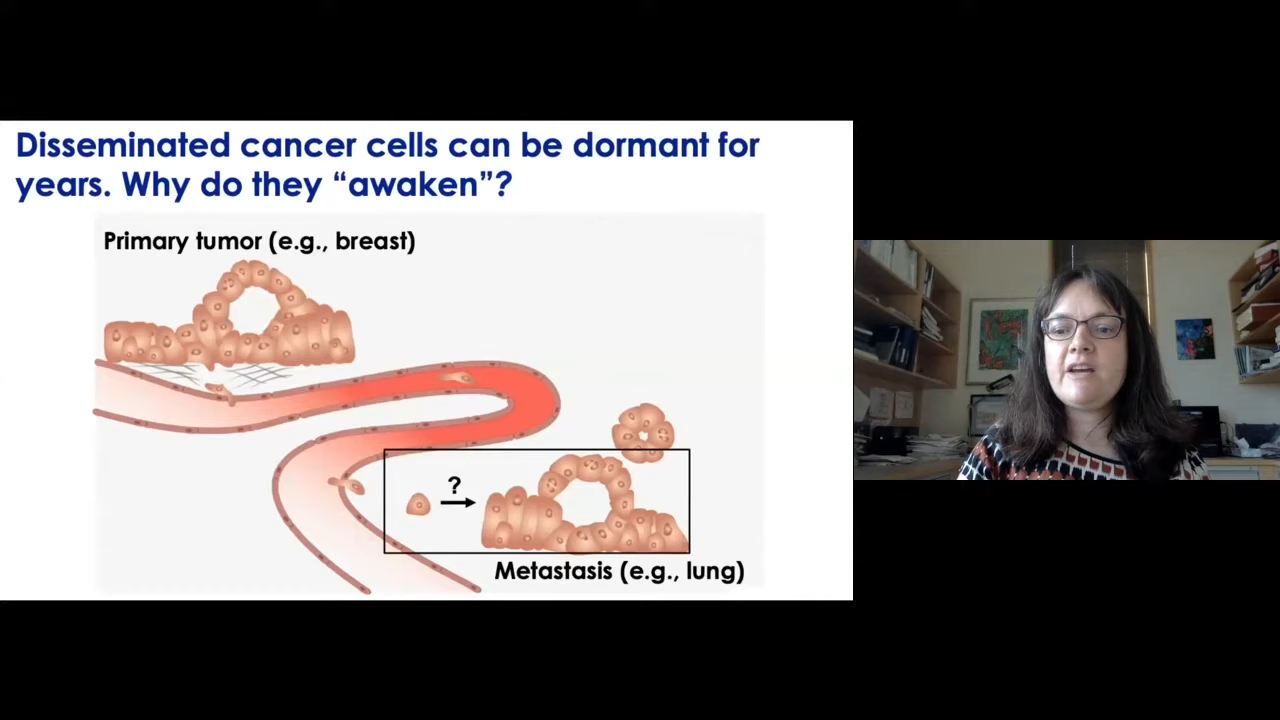 Disseminated cancer cells can be dormant for
years. Why do they “awaken”?
Primary tumor (e.g., breast)
?
Metastasis (e.g., lung)